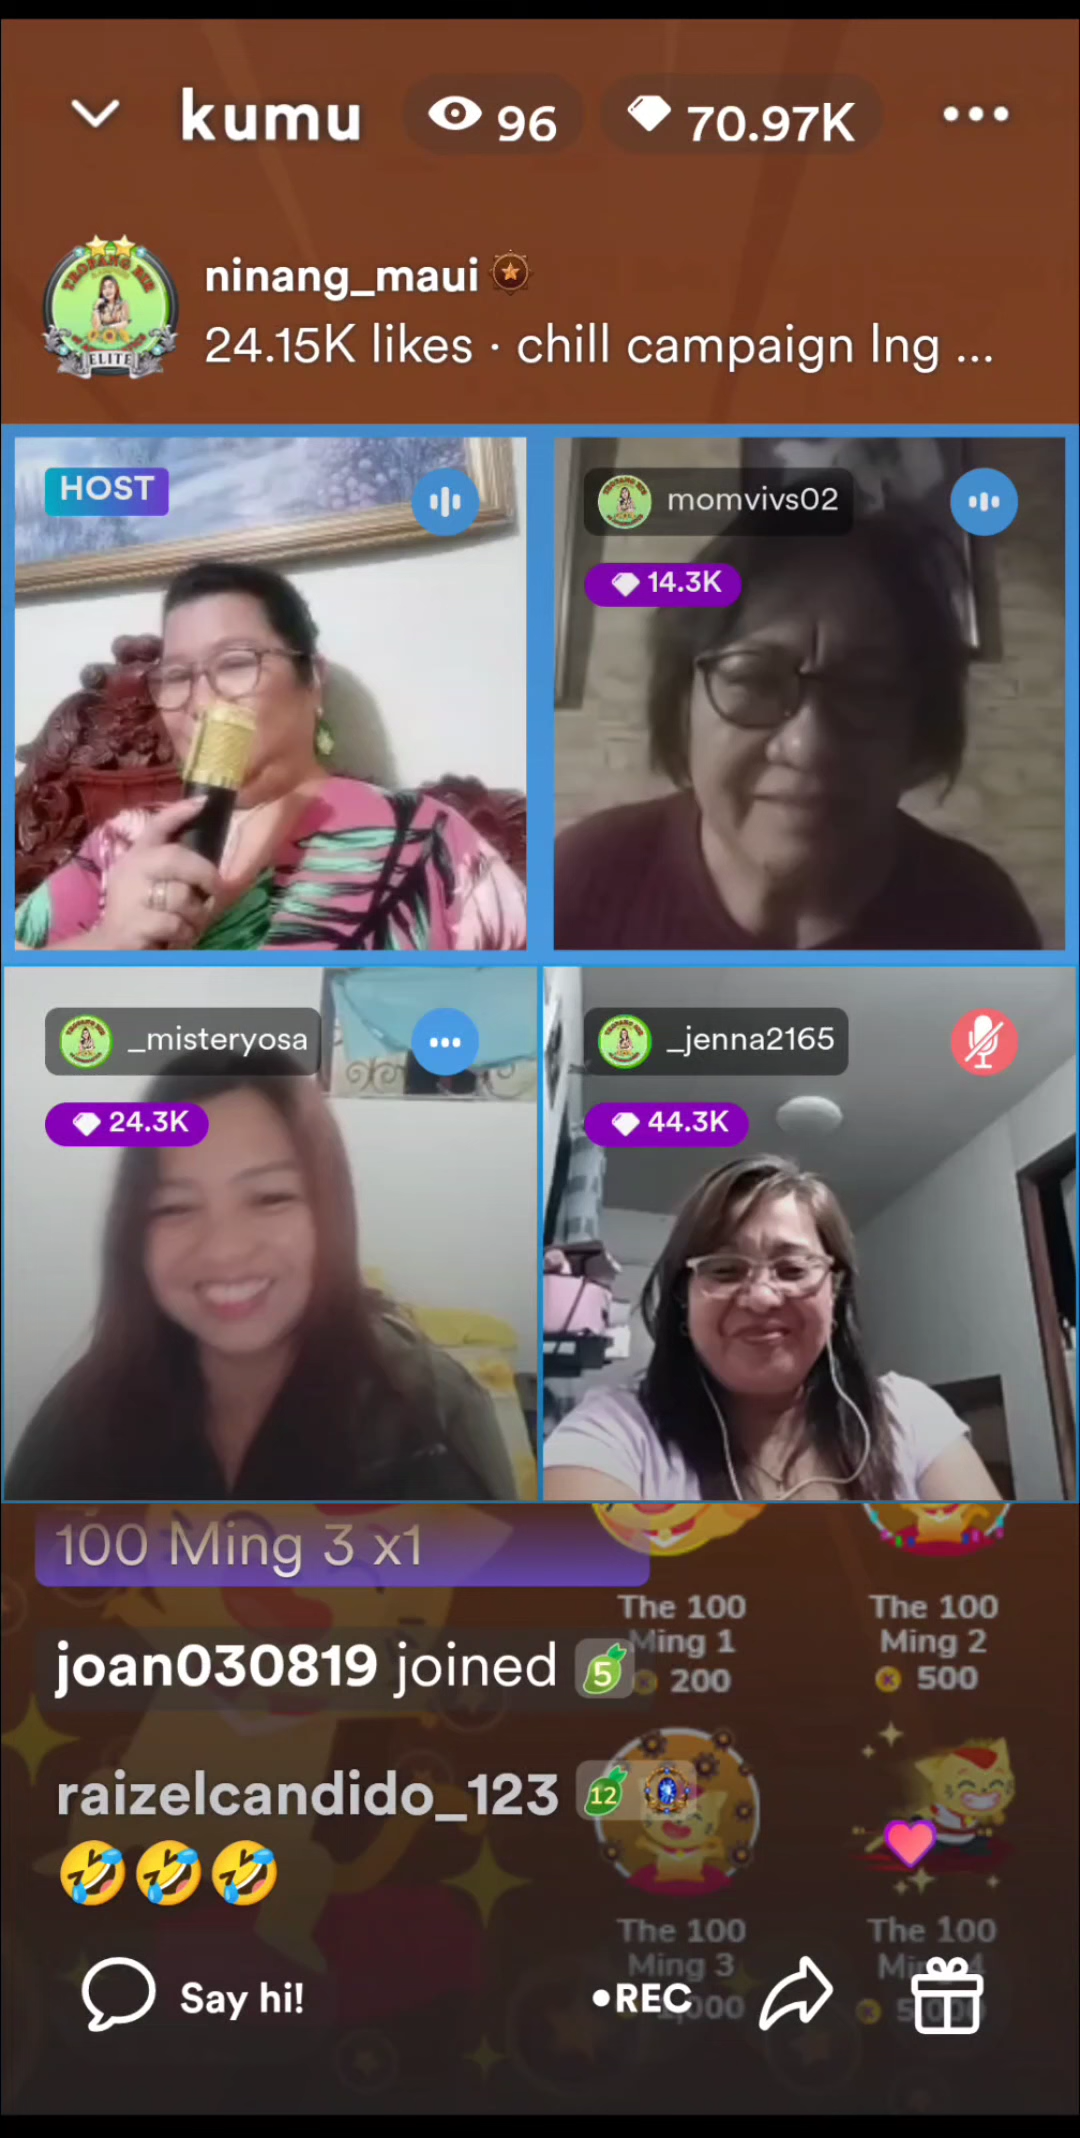 kumu 96 70.97K
ninang_maui
24.15K likes · chill campaign lng ...
ELITE
HOST
momvivs02
14.3K
_misteryosa
_jenna2165
24.3K
44.3K
100 Ming 3 x1
The 100
Ming 1
200
The 100
Ming 2
500
joan030819 joined 5
raizelcandido_123 12
🤣🤣🤣
The 100
Ming 3
The 100
Say hi!
•REC